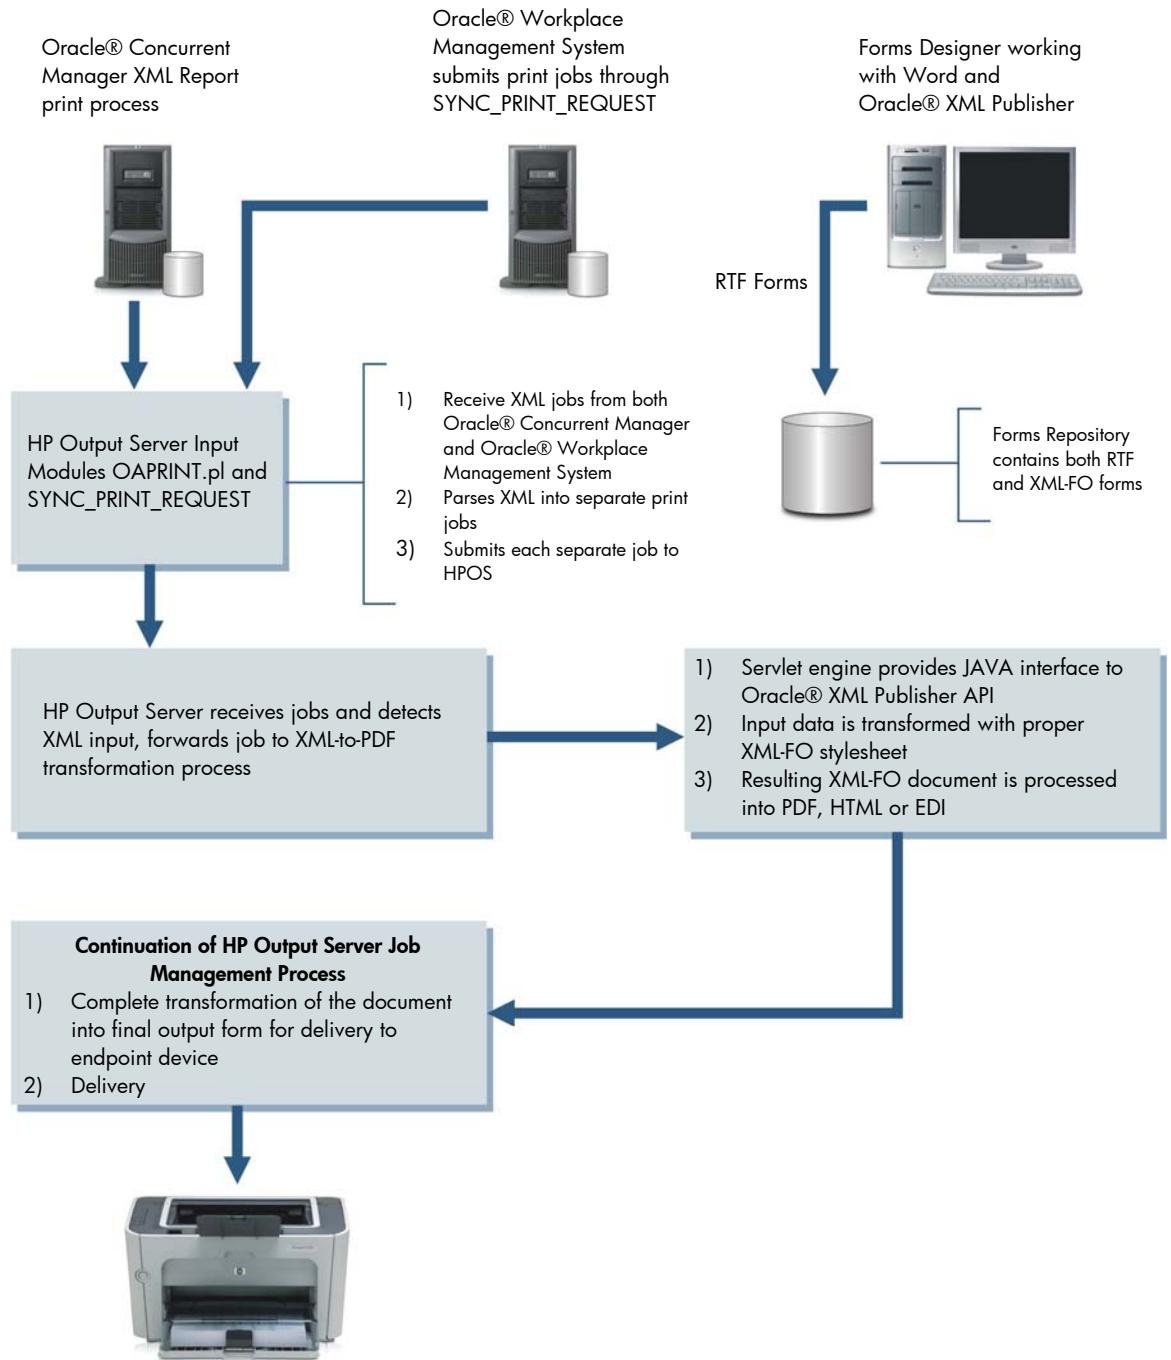 Oracle® Concurrent
Manager XML Report
print process
Oracle® Workplace
Management System
submits print jobs through
SYNC_PRINT_REQUEST
Forms Designer working
with Word and
Oracle® XML Publisher
RTF Forms
HP Output Server Input
Modules OAPRINT.pl and
SYNC_PRINT_REQUEST
1) Receive XML jobs from both
Oracle® Concurrent Manager
and Oracle® Workplace
Management System
2) Parses XML into separate print
jobs
3) Submits each separate job to
HPOS
Forms Repository
contains both RTF
and XML-FO forms
HP Output Server receives jobs and detects
XML input, forwards job to XML-to-PDF
transformation process
1) Servlet engine provides JAVA interface to
Oracle® XML Publisher API
2) Input data is transformed with proper
XML-FO stylesheet
3) Resulting XML-FO document is processed
into PDF, HTML or EDI
Continuation of HP Output Server Job
Management Process
1) Complete transformation of the document
into final output form for delivery to
endpoint device
2) Delivery